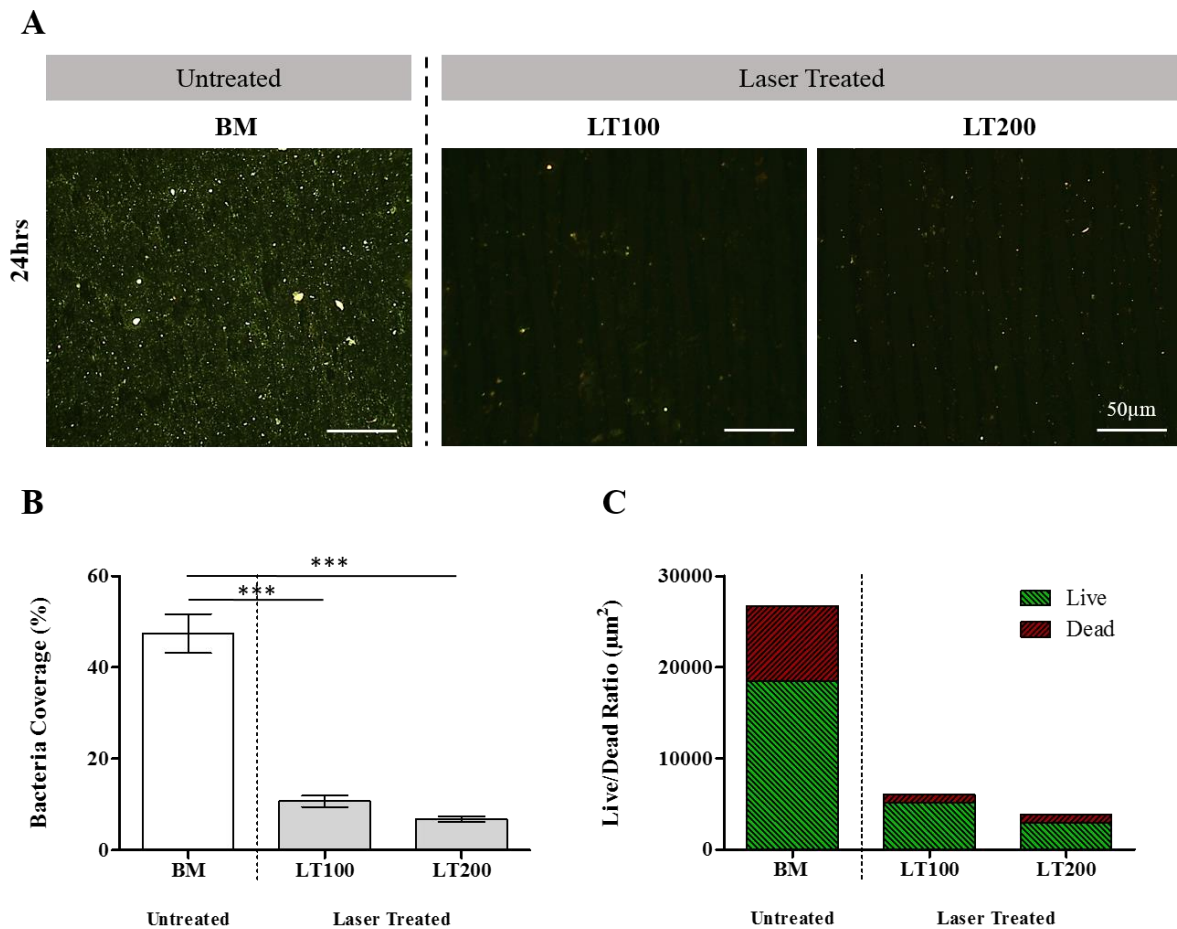 A
Untreated
Laser Treated
BM
LT100
LT200
24hrs
50µm
B
Bacteria Coverage (%)
60
40
20
0
***
***
BM
LT100
LT200
Untreated
Laser Treated
C
Live/Dead Ratio (µm²)
30000
20000
10000
0
Live
Dead
BM
LT100
LT200
Untreated
Laser Treated